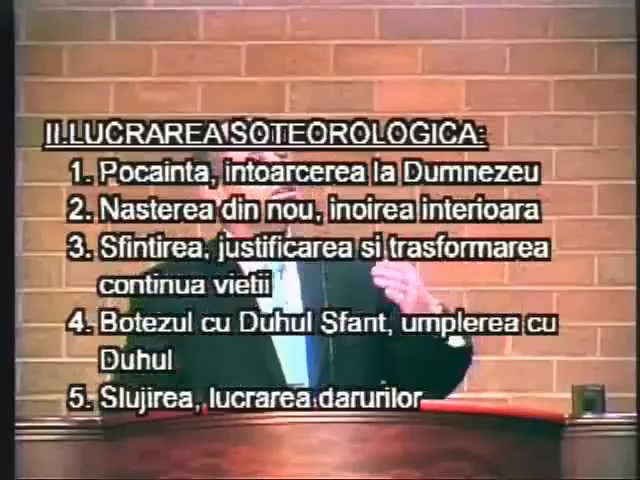 II.LUCRAREA SOTEOROLOGICA:
1. Pocainta, intoarcerea la Dumnezeu
2. Nasterea din nou, inoirea interioara
3. Sfintirea, justificarea si trasformarea
continua vietii
4. Botezul cu Duhul Sfant, umplerea cu
Duhul
5. Slujirea, lucrarea darurilor